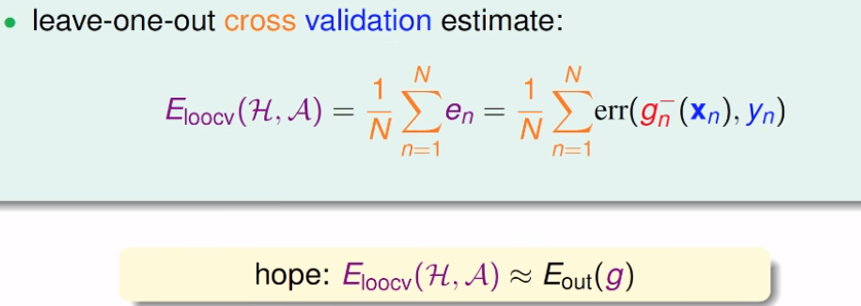 • leave-one-out cross validation estimate:
E_loocv(ℋ, 𝒜) = 1/N ∑_{n=1}^{N} e_n = 1/N ∑_{n=1}^{N} err(g_n^−(x_n), y_n)
hope: E_loocv(ℋ, 𝒜) ≈ E_out(g)